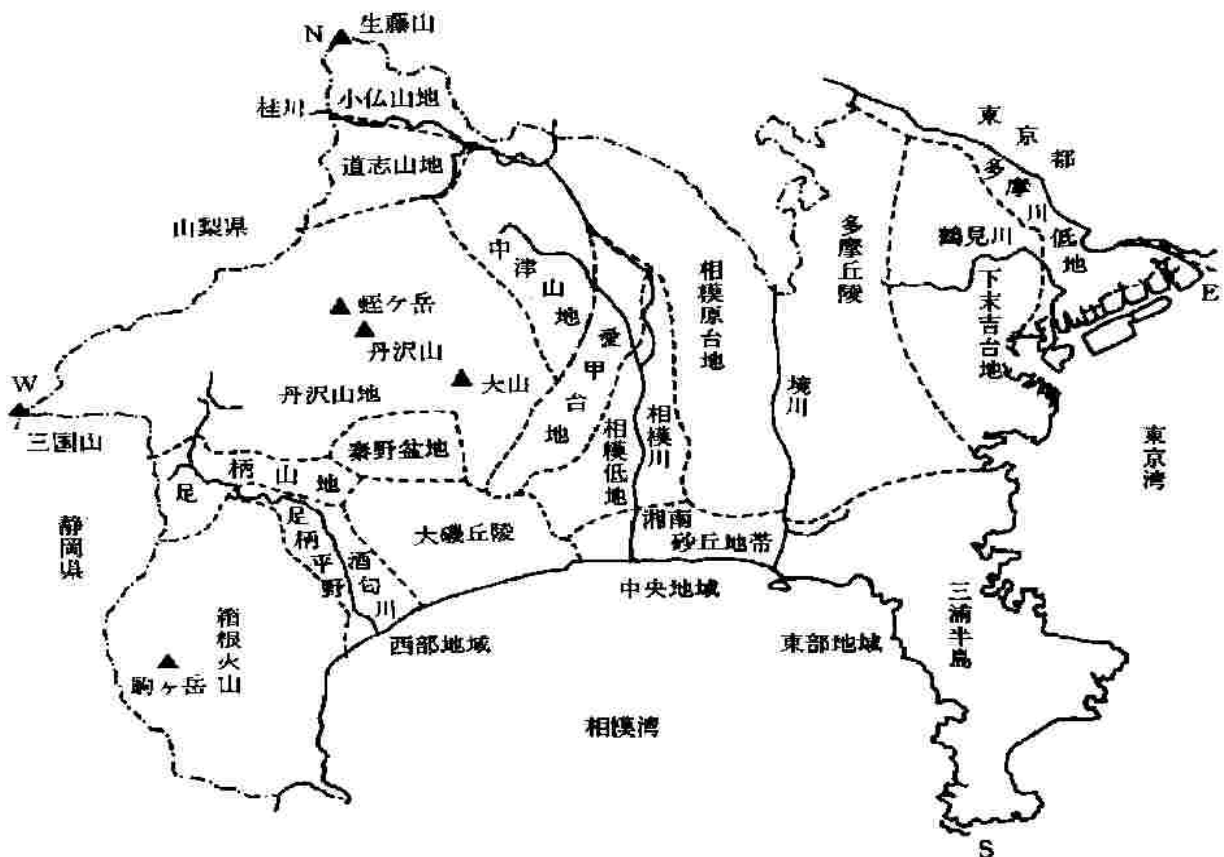 生藤山
N
小仏山地
桂川
道志山地
山梨県
東京都
多摩川低地
鶴見川
多摩丘陵
下末吉台地
E
中津山地
相模原台地
蛭ヶ岳
丹沢山
大山
丹沢山地
愛甲台地
境川
W
三国山
秦野盆地
相模低地
相模川
東京湾
足柄山地
静岡県
足柄平野
酒匂川
大磯丘陵
湘南
砂丘地帯
中央地域
箱根火山
駒ヶ岳
西部地域
東部地域
三浦半島
相模湾
S